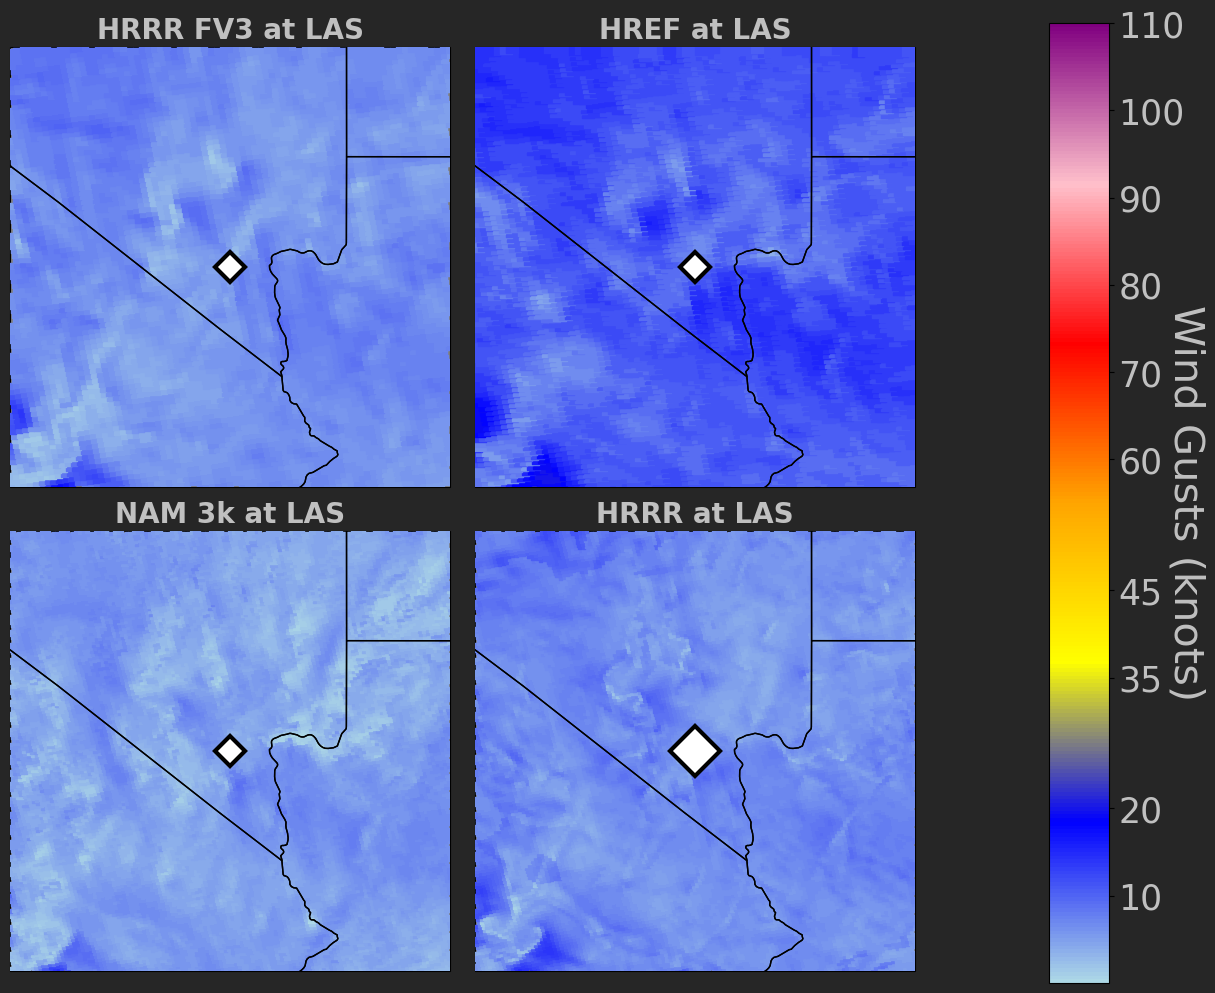 HRRR FV3 at LAS
HREF at LAS
NAM 3k at LAS
HRRR at LAS
110
100
90
80
70
60
45
35
20
10
Wind Gusts (knots)